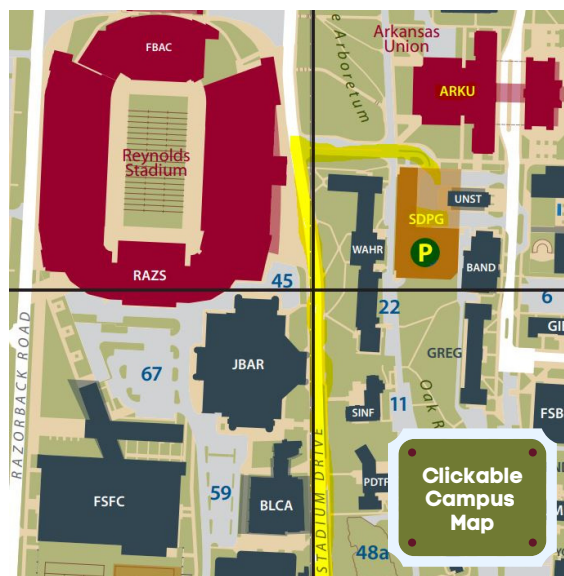 e Arboretum
Arkansas
Union
FBAC
ARKU
Reynolds
Stadium
UNST
SDPG
P
WAHR
BAND
RAZS
45
22
6
GREG
JBAR
67
RAZORBACK ROAD
11
Oak R
SINF
FSB
FSFC
59
BLCA
PDTF
STADIUM DRIVE
48a
Clickable
Campus
Map